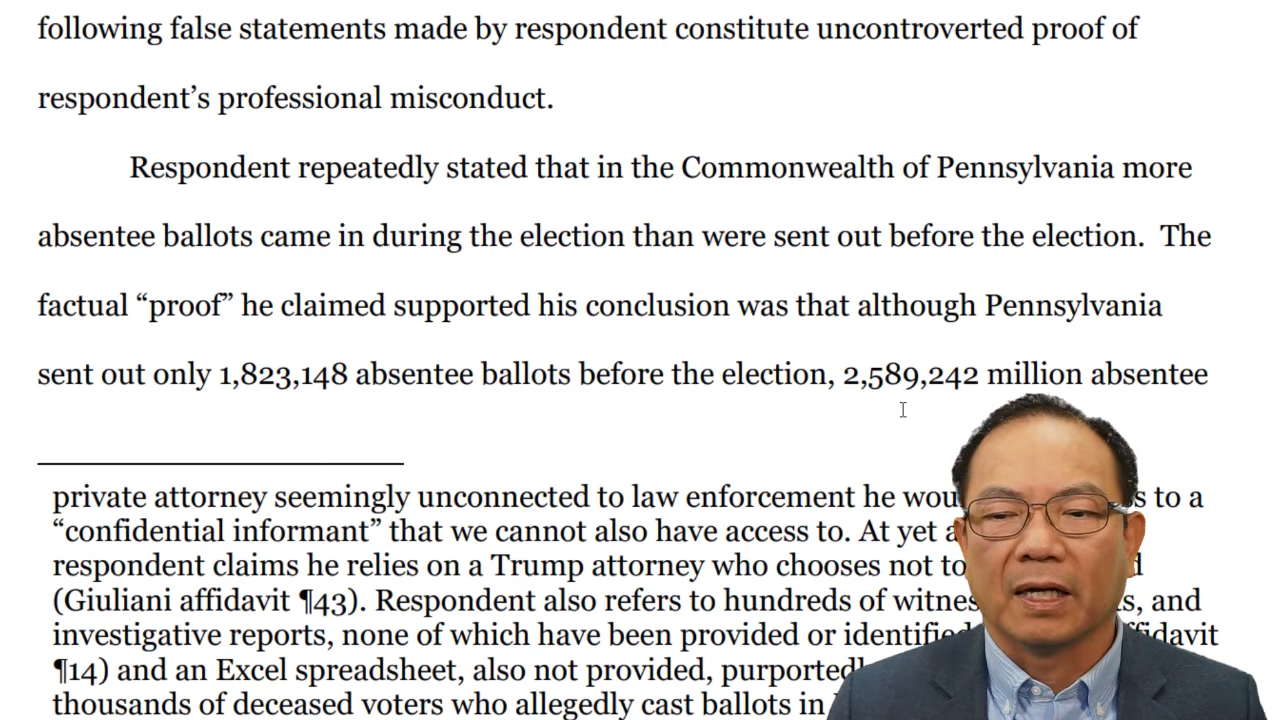 following false statements made by respondent constitute uncontroverted proof of
respondent’s professional misconduct.
Respondent repeatedly stated that in the Commonwealth of Pennsylvania more
absentee ballots came in during the election than were sent out before the election. The
factual “proof” he claimed supported his conclusion was that although Pennsylvania
sent out only 1,823,148 absentee ballots before the election, 2,589,242 million absentee
private attorney seemingly unconnected to law enforcement he to a
“confidential informant” that we cannot also have access to. At yet
respondent claims he relies on a Trump attorney who chooses not to
(Giuliani affidavit ¶43). Respondent also refers to hundreds of and
investigative reports, none of which have been provided or
¶14) and an Excel spreadsheet, also not provided,
thousands of deceased voters who allegedly cast ballots in